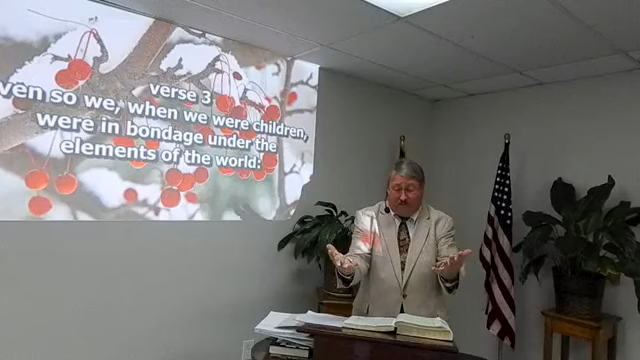 verse 3
ven so we, when we were children,
were in bondage under the
elements of the world: